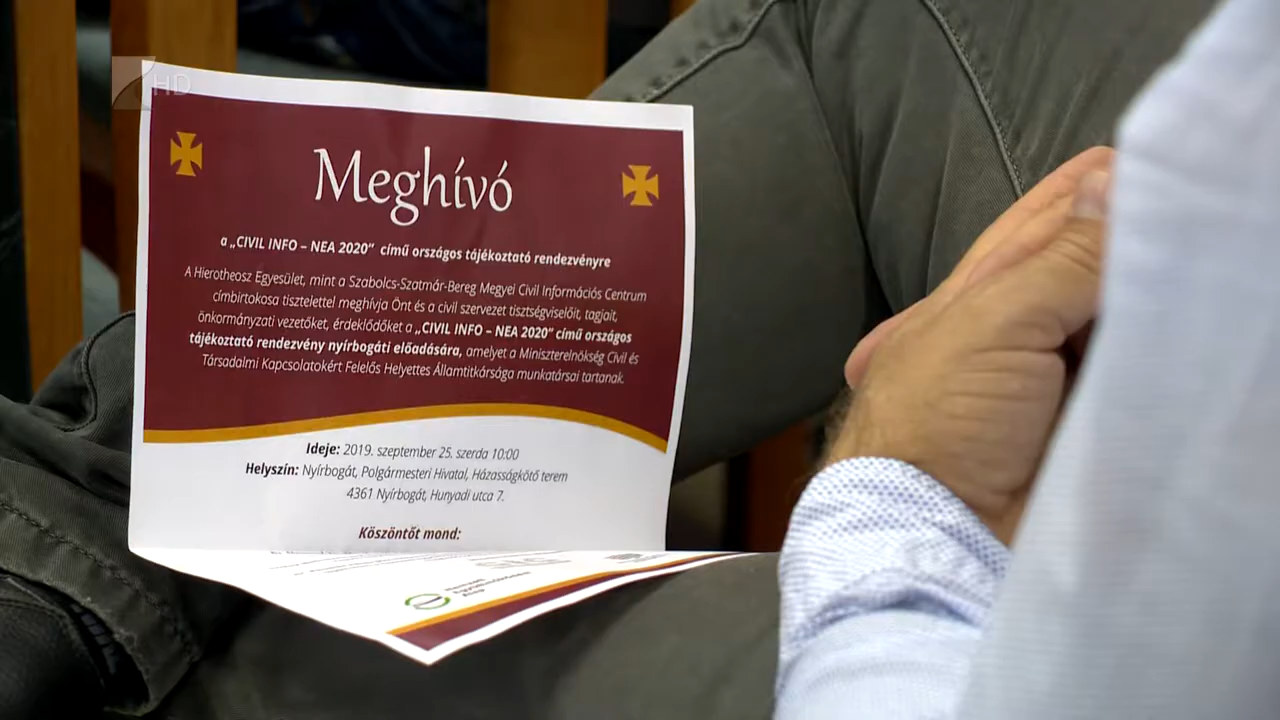 HD
Meghívó
a „CIVIL INFO – NEA 2020” című országos tájékoztató rendezvényre
A Hierotheosz Egyesület, mint a Szabolcs-Szatmár-Bereg Megyei Civil Információs Centrum
címbirtokosa tisztelettel meghívja Önt és a civil szervezet tisztségviselőit, tagjait,
önkormányzati vezetőket, érdeklődőket a „CIVIL INFO – NEA 2020” című országos
tájékoztató rendezvény nyírbogáti előadására, amelyet a Miniszterelnökség Civil és
Társadalmi Kapcsolatokért Felelős Helyettes Államtitkársága munkatársai tartanak.
Ideje: 2019. szeptember 25. szerda 10:00
Helyszín: Nyírbogát, Polgármesteri Hivatal, Házasságkötő terem
4361 Nyírbogát, Hunyadi utca 7.
Köszöntőt mond: